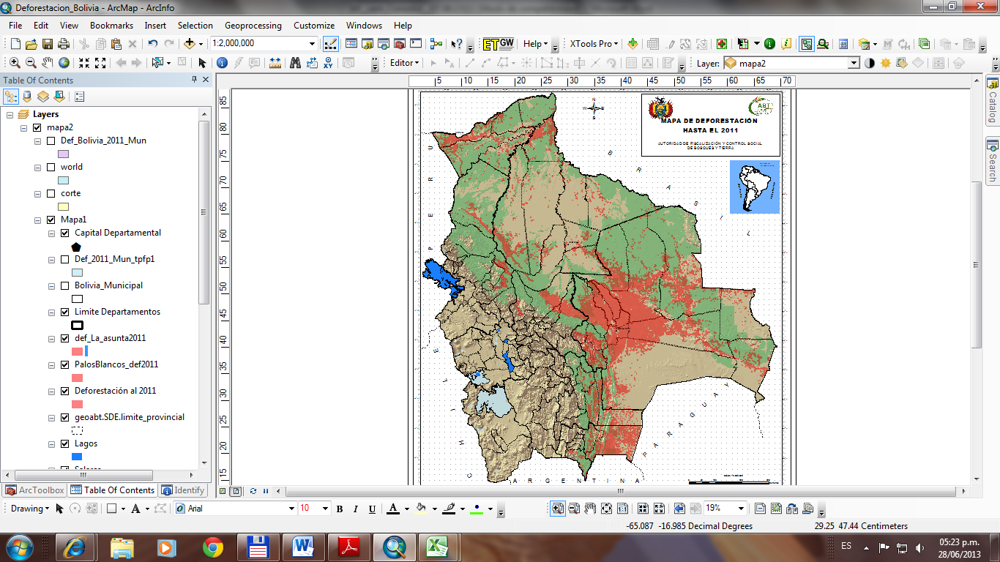 Deforestacion_Bolivia - ArcMap - ArcInfo
File Edit View Bookmarks Insert Selection Geoprocessing Customize Windows Help
1:2,000,000 ET GW Help XTools Pro
Editor Layer: mapa2
Table Of Contents
Layers
mapa2
Def_Bolivia_2011_Mun
world
corte
Mapa1
Capital Departamental
Def_2011_Mun_tpfp1
Bolivia_Municipal
Limite Departamentos
def_La_asunta2011
PalosBlancos_def2011
Deforestación al 2011
geoabt.SDE.limite_provincial
Lagos
ArcToolbox Table Of Contents Identify
5 10 15 20 25 30 35 40 45 50 55 60 65 70
85
80
75
70
65
60
55
50
45
40
35
30
25
20
15
N
W E
S
ABT
MAPA DE DEFORESTACIÓN
HASTA EL 2011
AUTORIDAD DE FISCALIZACIÓN Y CONTROL SOCIAL
DE BOSQUES Y TIERRA
PERU
BRASIL
CHILE
PARAGUAY
ARGENTINA
Catalog
Search
Drawing A Arial 10 B I U A 19%
-65.087 -16.985 Decimal Degrees 29.25 47.44 Centimeters
ES 05:23 p.m.
28/06/2013